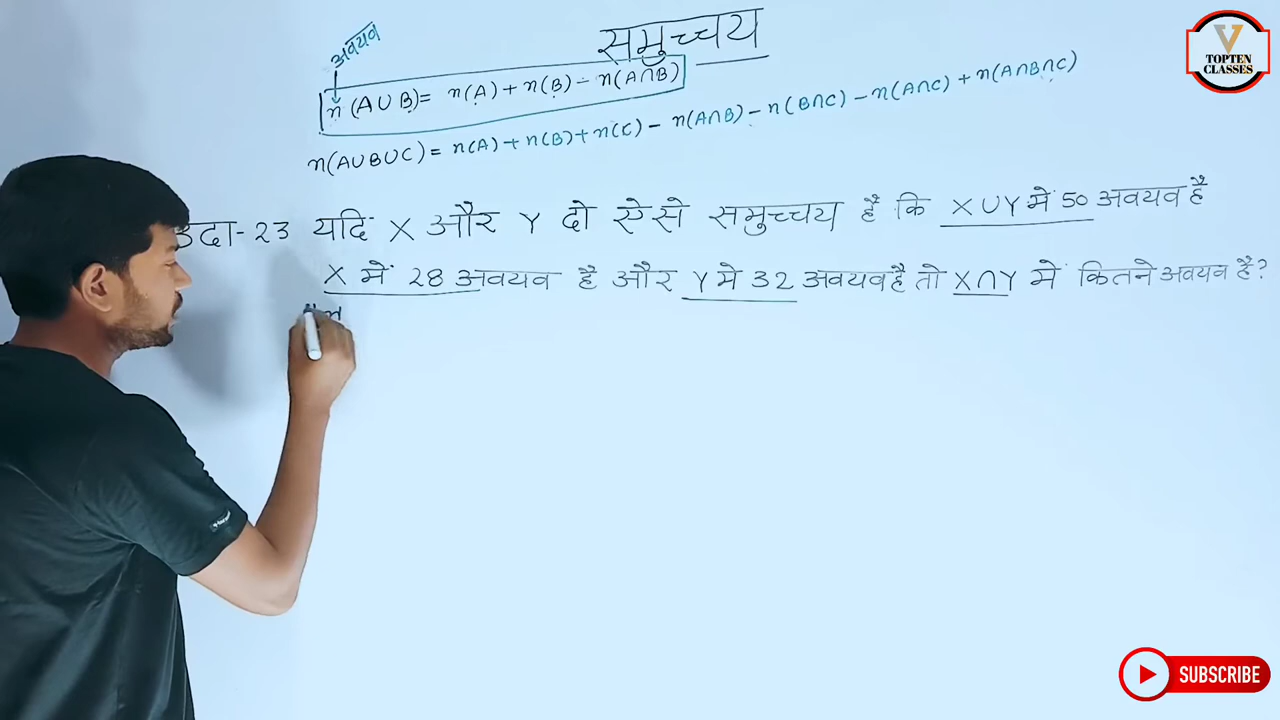 समुच्चय
अवयव
n(A∪B)= n(A)+n(B)-n(A∩B)
n(A∪B∪C) = n(A)+n(B)+n(C)-n(A∩B)-n(B∩C)-n(A∩C)+n(A∩B∩C)
उदा-23 यदि X और Y दो ऐसे समुच्चय हैं कि X∪Y में 50 अवयव है
X में 28 अवयव है और Y मे 32 अवयव है तो X∩Y में कितने अवयव है?
V
TOPTEN
CLASSES
SUBSCRIBE